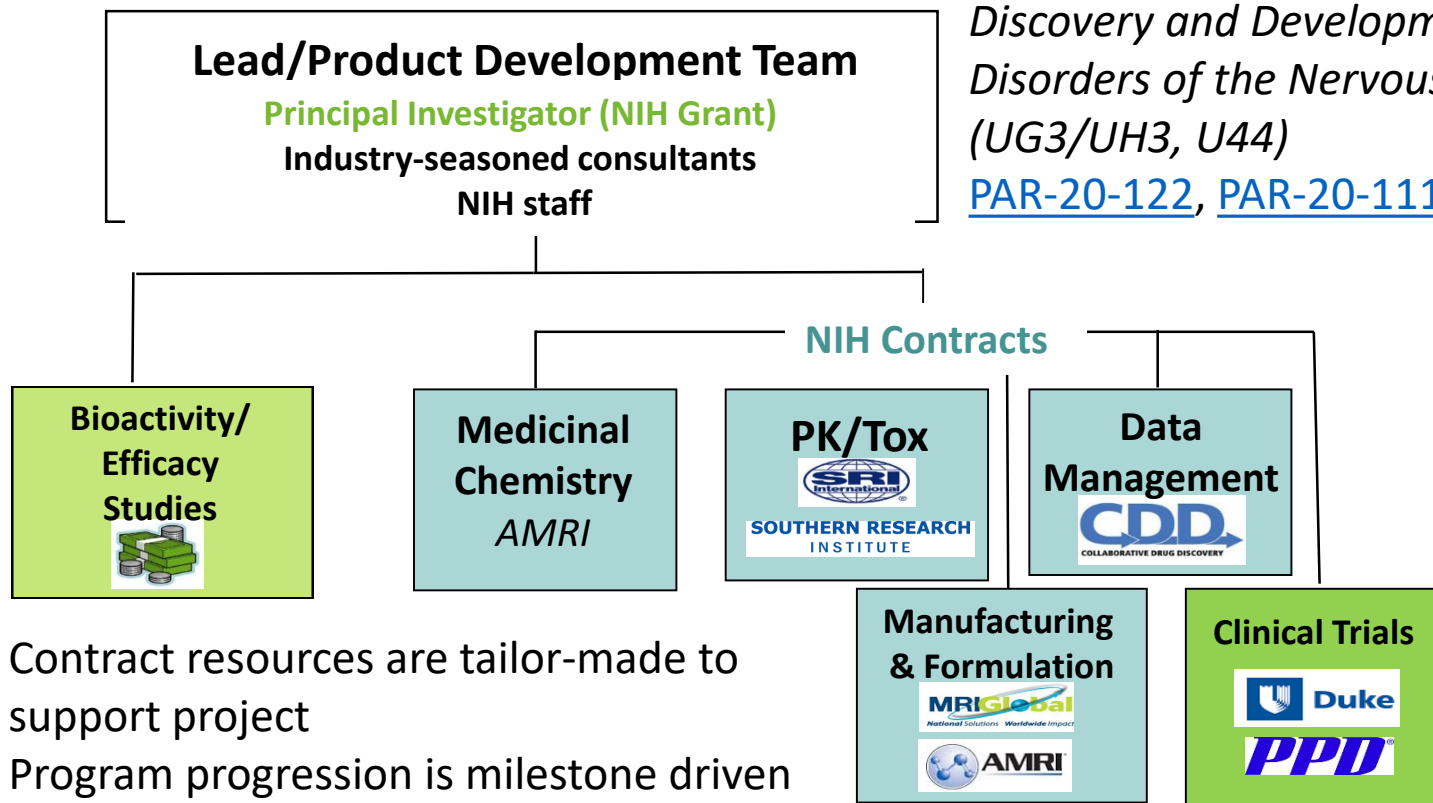 Lead/Product Development Team
Principal Investigator (NIH Grant)
Industry-seasoned consultants
NIH staff
Discovery and Developm
Disorders of the Nervous
(UG3/UH3, U44)
PAR-20-122, PAR-20-111
NIH Contracts
Bioactivity/
Efficacy
Studies
Medicinal
Chemistry
AMRI
PK/Tox
SRI
International
SOUTHERN RESEARCH
INSTITUTE
Data
Management
CDD
COLLABORATIVE DRUG DISCOVERY
Manufacturing
& Formulation
MRIGlobal
National Solutions Worldwide Impact
AMRI
Clinical Trials
Duke
PPD®
Contract resources are tailor-made to
support project
Program progression is milestone driven